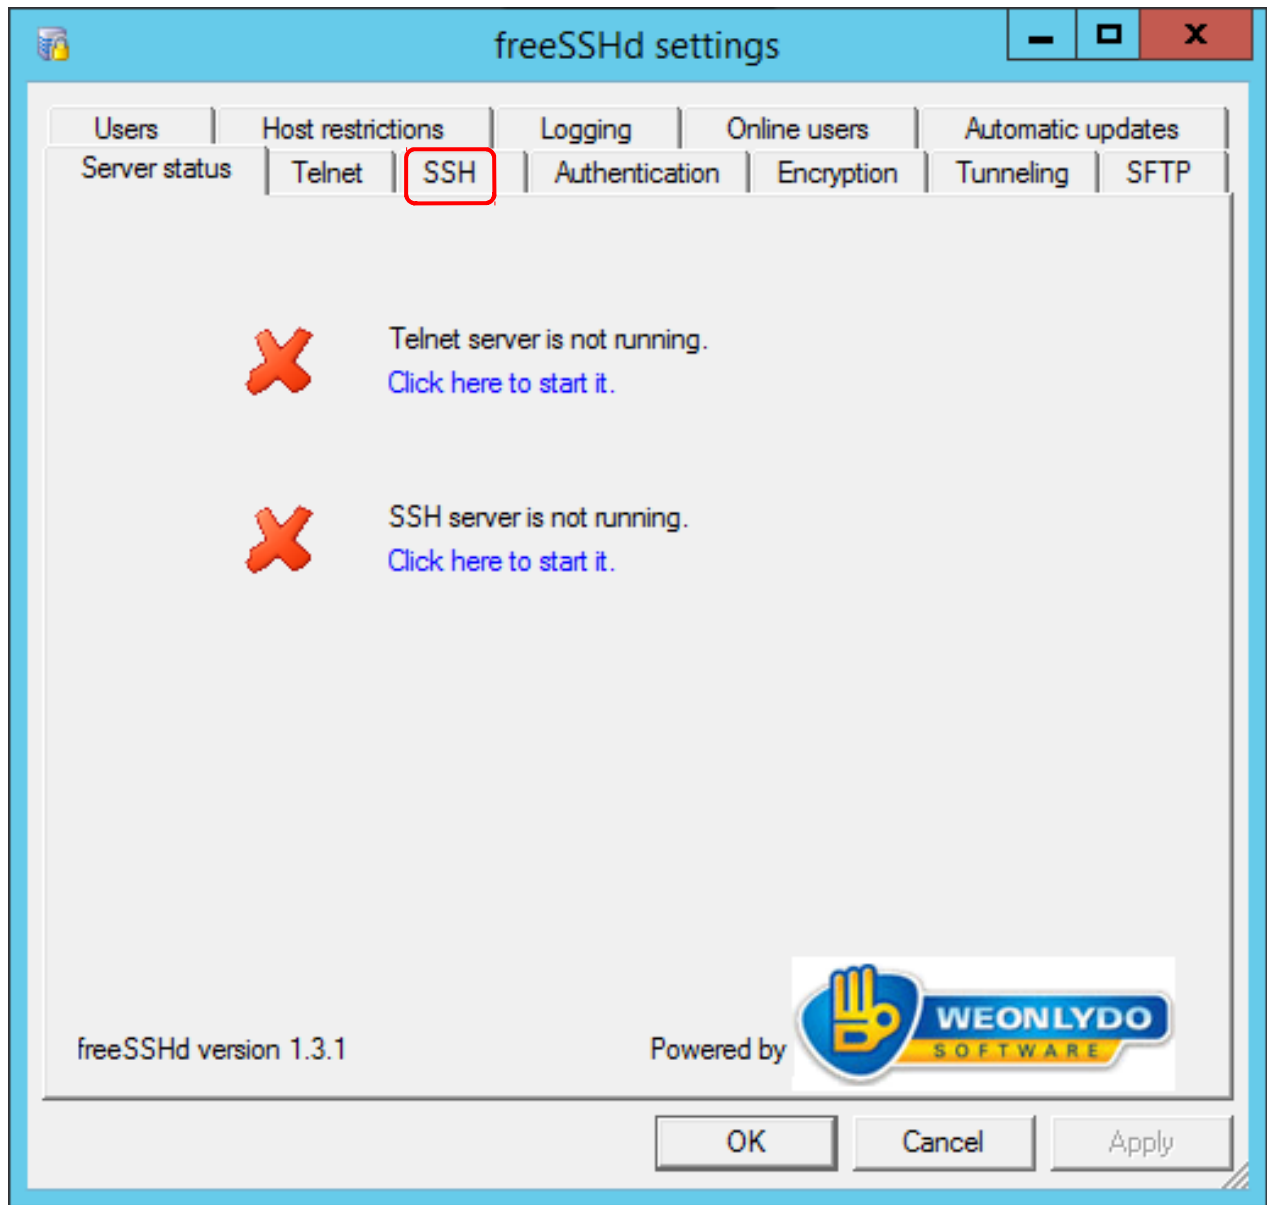 freeSSHd settings
Users Host restrictions Logging Online users Automatic updates
Server status Telnet SSH Authentication Encryption Tunneling SFTP
Telnet server is not running.
Click here to start it.
SSH server is not running.
Click here to start it.
freeSSHd version 1.3.1
Powered by
WEONLYDO
SOFTWARE
OK Cancel Apply